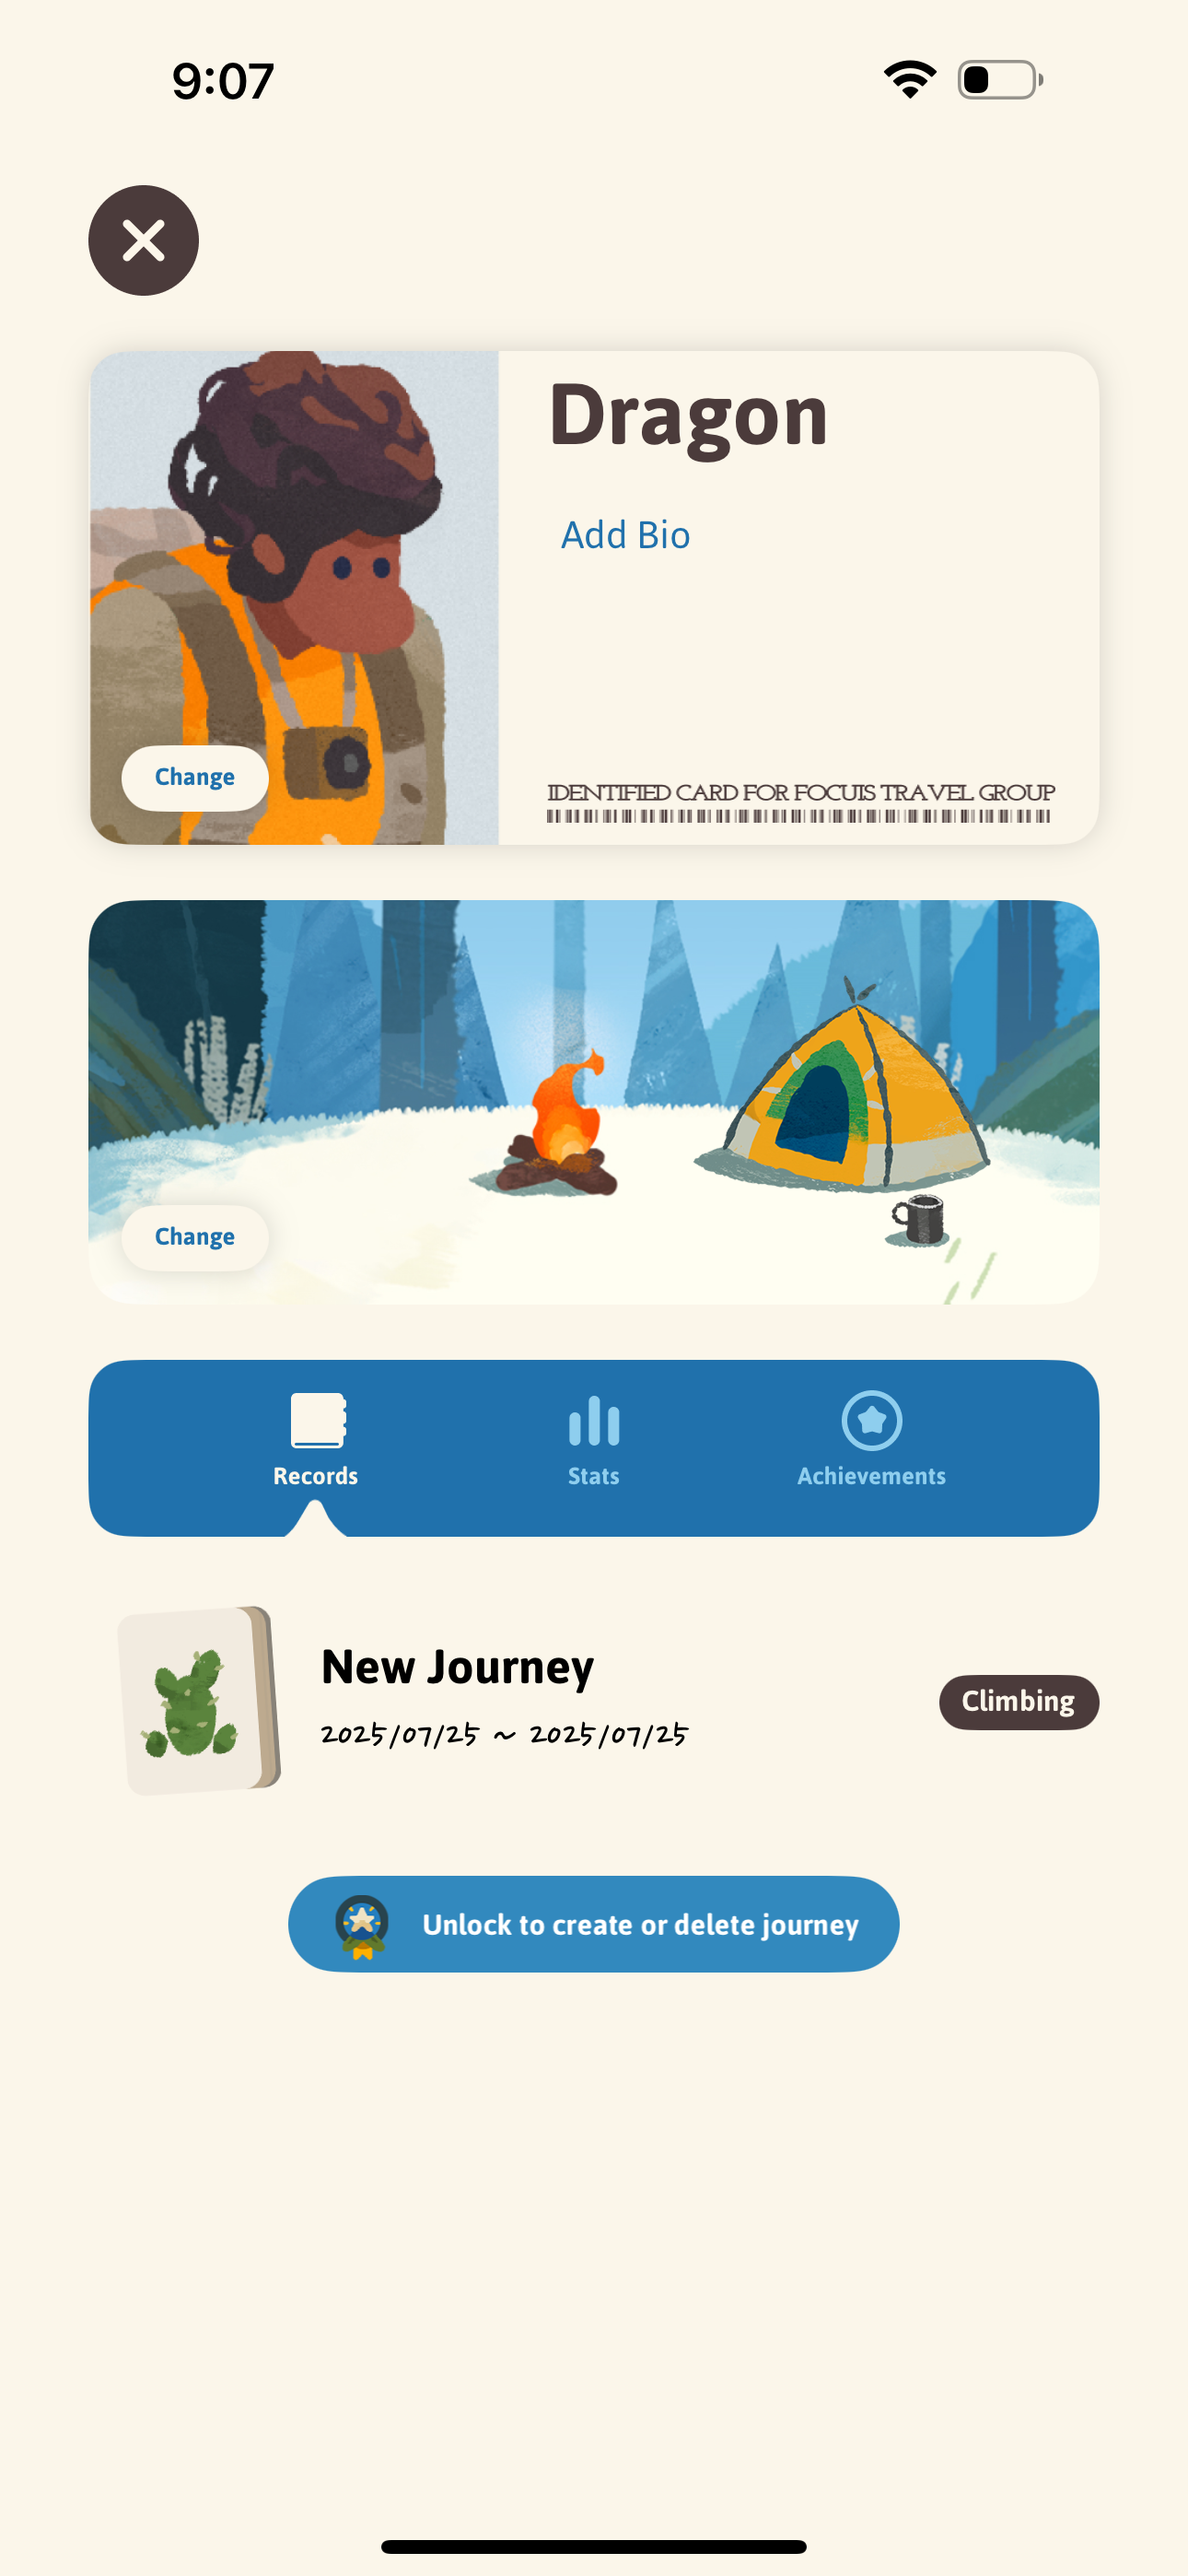 9:07
Dragon
Add Bio
Change
IDENTIFIED CARD FOR FOCUIS TRAVEL GROUP
Change
Records
Stats
Achievements
New Journey
2025/07/25 ~ 2025/07/25
Climbing
Unlock to create or delete journey